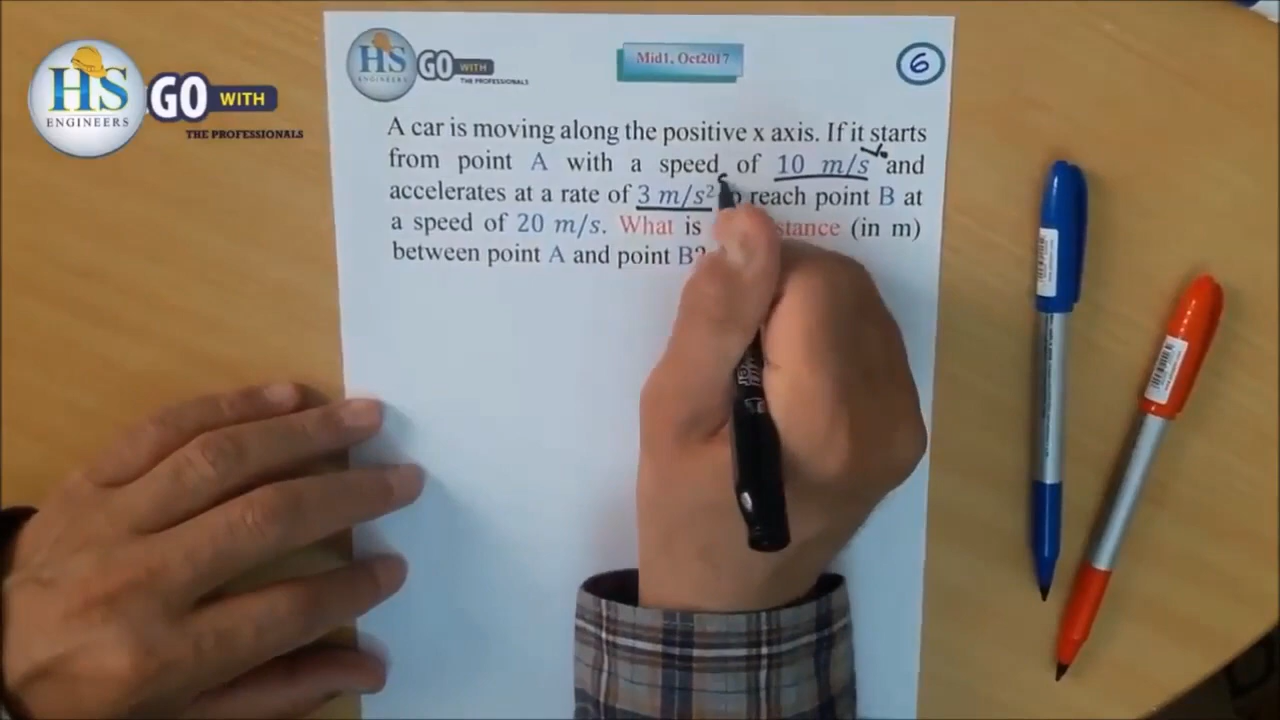 HS
ENGINEERS
GO WITH
THE PROFESSIONALS
HS
ENGINEERS
GO WITH
THE PROFESSIONALS
Mid1, Oct2017
6
A car is moving along the positive x axis. If it starts
from point A with a speed of 10 m/s and
accelerates at a rate of 3 m/s² reach point B at
a speed of 20 m/s. What is (in m)
between point A and point B?